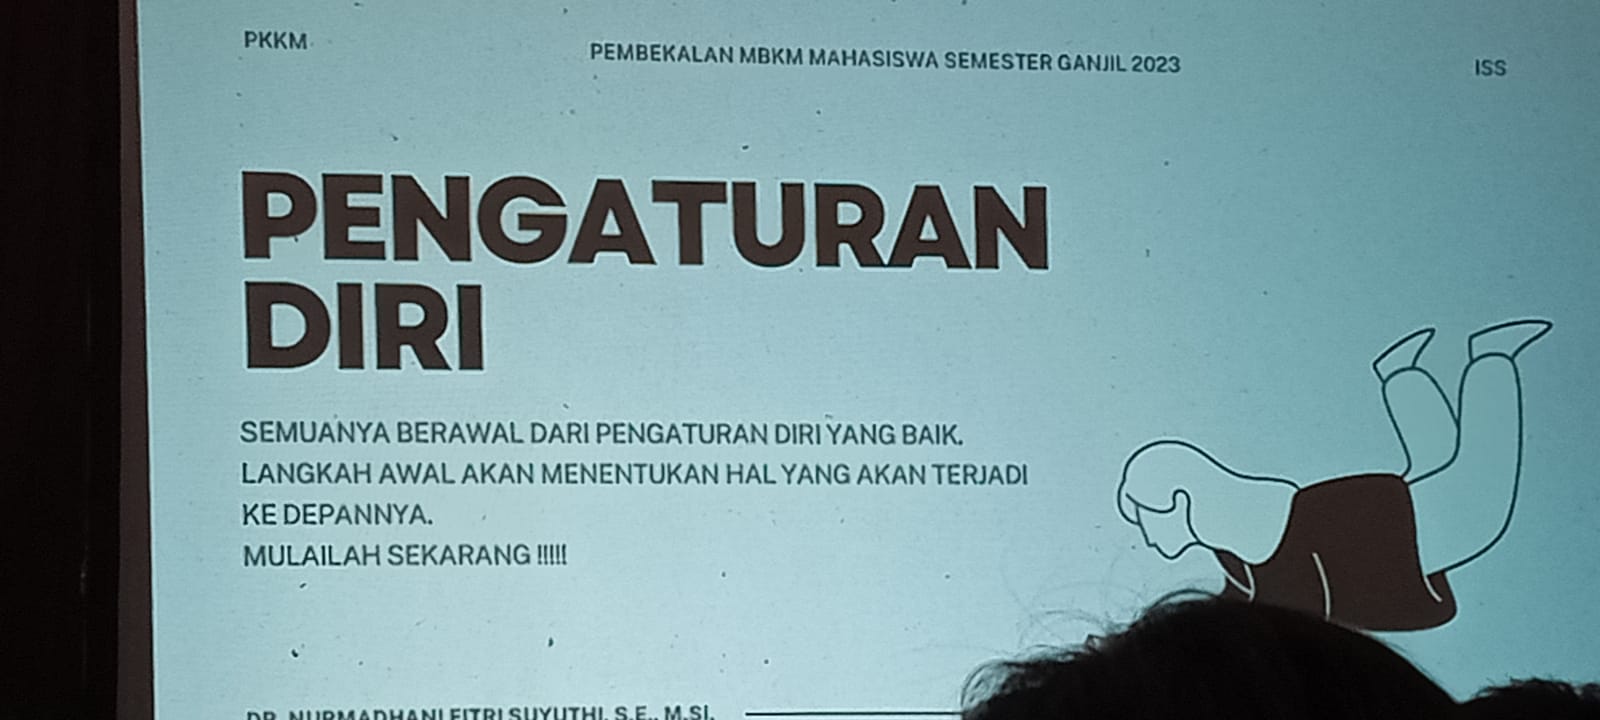 PKKM
PEMBEKALAN MBKM MAHASISWA SEMESTER GANJIL 2023
ISS
PENGATURAN
DIRI
SEMUANYA BERAWAL DARI PENGATURAN DIRI YANG BAIK.
LANGKAH AWAL AKAN MENENTUKAN HAL YANG AKAN TERJADI
KE DEPANNYA.
MULAILAH SEKARANG !!!!!
DR. NURMADHANI FITRI SUYUTHI, S.E., M.SI.